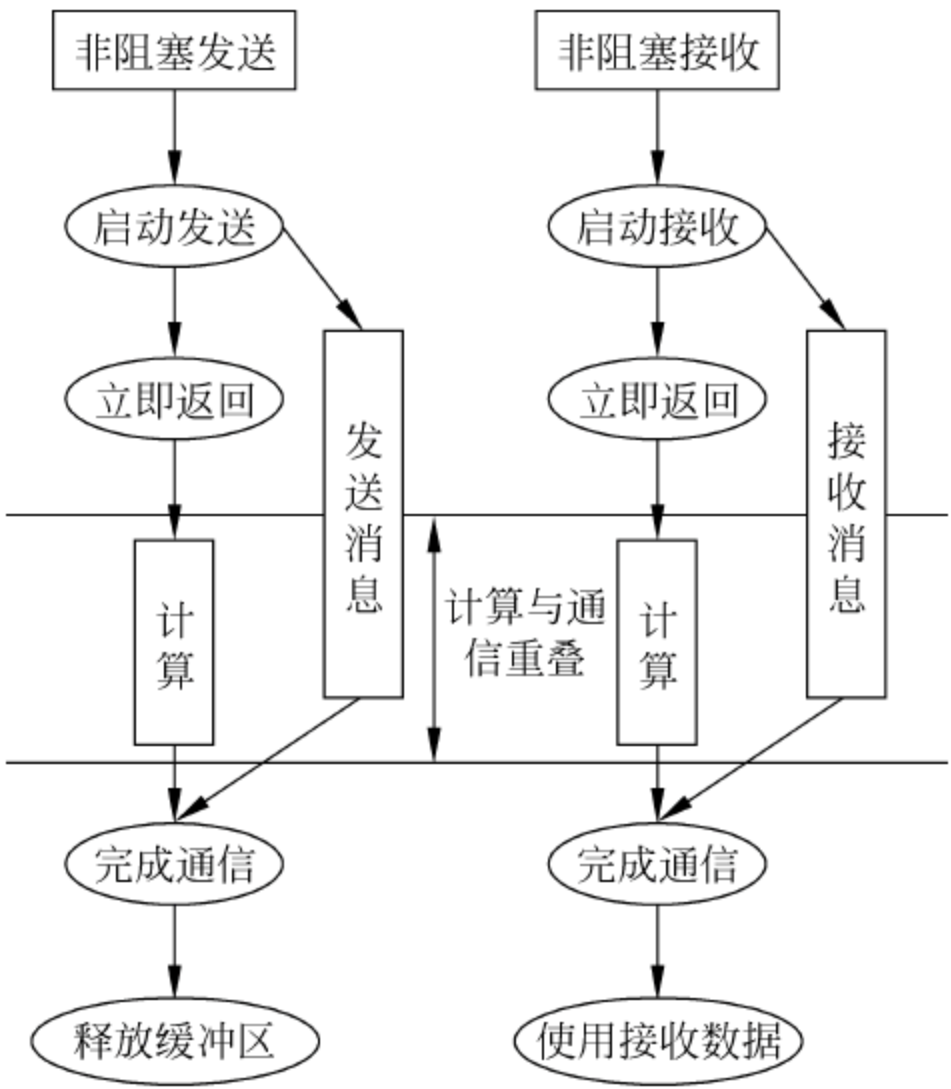 非阻塞发送
启动发送
立即返回
发送消息
计算
完成通信
释放缓冲区
计算与通
信重叠
非阻塞接收
启动接收
立即返回
接收消息
计算
完成通信
使用接收数据